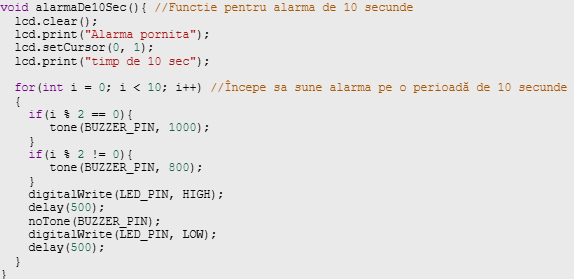 void alarmaDe10Sec(){ //Functie pentru alarma de 10 secunde
  lcd.clear();
  lcd.print("Alarma pornita");
  lcd.setCursor(0, 1);
  lcd.print("timp de 10 sec");

  for(int i = 0; i < 10; i++) //Începe sa sune alarma pe o perioadă de 10 secunde
  {
    if(i % 2 == 0){
       tone(BUZZER_PIN, 1000);
    }
    if(i % 2 != 0){
       tone(BUZZER_PIN, 800);
    }
    digitalWrite(LED_PIN, HIGH);
    delay(500);
    noTone(BUZZER_PIN);
    digitalWrite(LED_PIN, LOW);
    delay(500);
  }
}